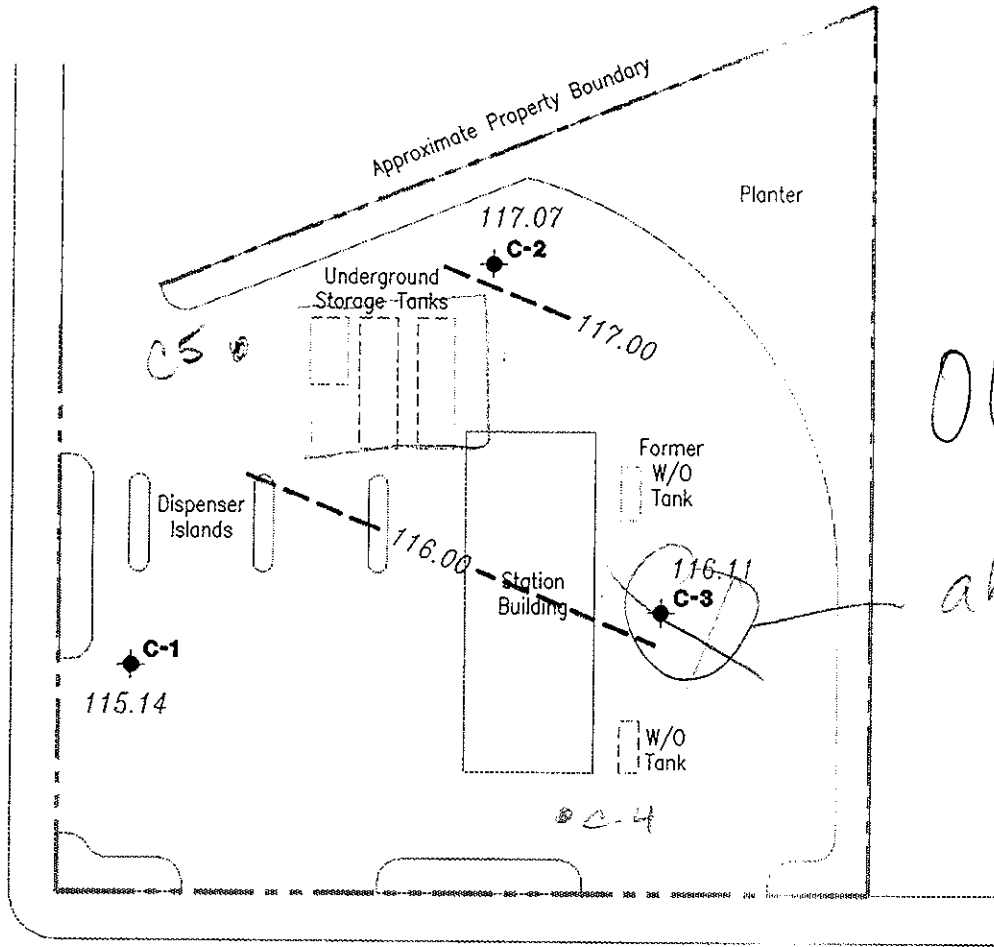 Approximate Property Boundary
Planter
117.07
C-2
Underground
Storage Tanks
117.00
C5
Former
W/O
Tank
Dispenser
Islands
116.00
Station
Building
116.11
C-3
C-1
115.14
W/O
Tank
C-4